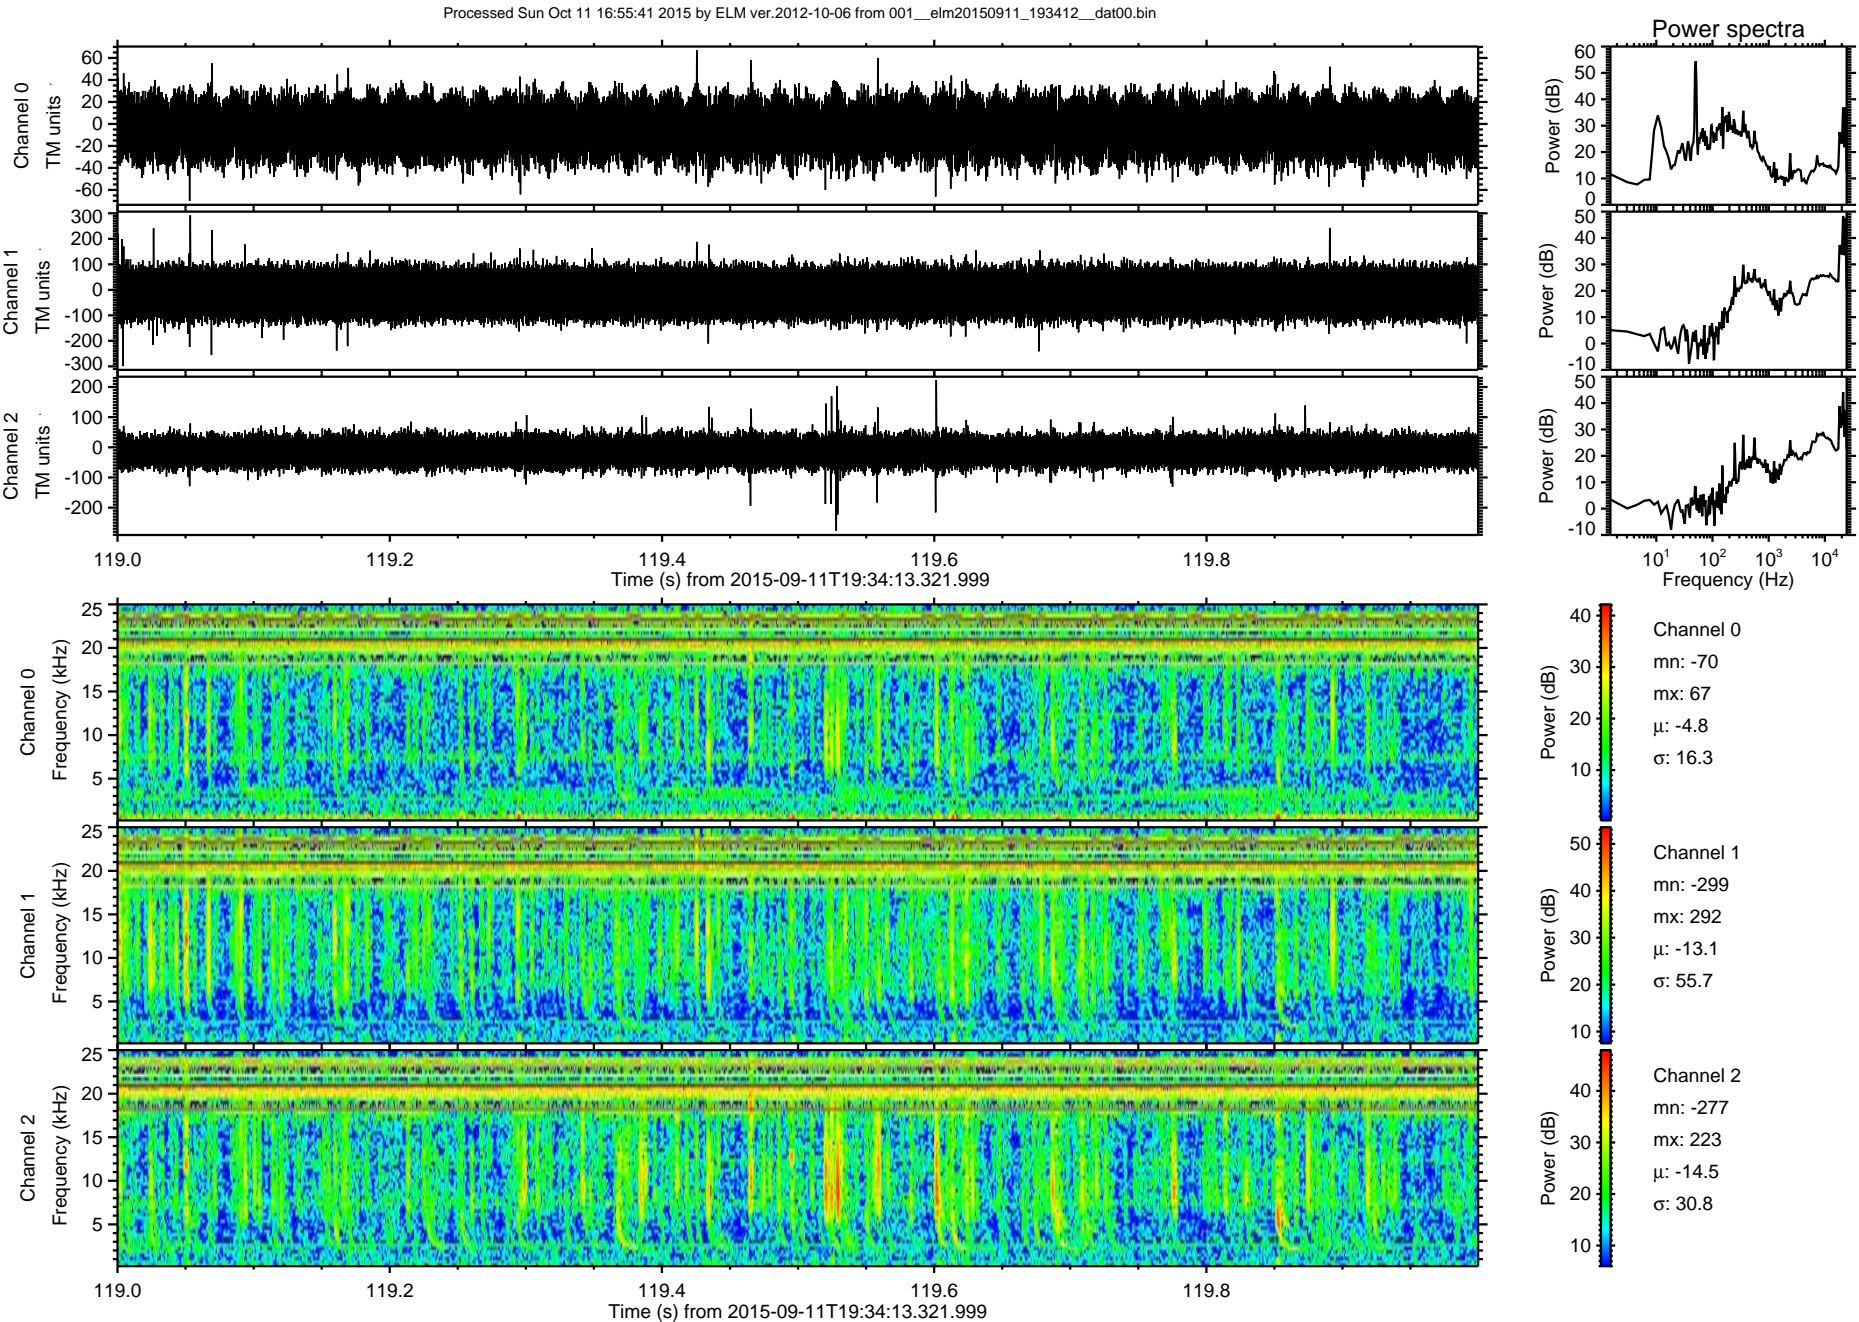 Processed Sun Oct 11 16:55:41 2015 by ELM ver.2012-10-06 from 001__elm20150911_193412__dat00.bin
Power spectra
Channel 0
TM units
60
40
20
0
-20
-40
-60
Power (dB)
60
50
40
30
20
10
0
Channel 1
TM units
300
200
100
0
-100
-200
-300
Power (dB)
50
40
30
20
10
0
-10
Channel 2
TM units
200
100
0
-100
-200
Power (dB)
50
40
30
20
10
0
-10
119.0 119.2 119.4 119.6 119.8
Time (s) from 2015-09-11T19:34:13.321.999
10¹ 10² 10³ 10⁴
Frequency (Hz)
Channel 0
Frequency (kHz)
25
20
15
10
5
Power (dB)
40
30
20
10
Channel 0
mn: -70
mx: 67
µ: -4.8
σ: 16.3
Channel 1
Frequency (kHz)
25
20
15
10
5
Power (dB)
50
40
30
20
10
Channel 1
mn: -299
mx: 292
µ: -13.1
σ: 55.7
Channel 2
Frequency (kHz)
25
20
15
10
5
Power (dB)
40
30
20
10
Channel 2
mn: -277
mx: 223
µ: -14.5
σ: 30.8
119.0 119.2 119.4 119.6 119.8
Time (s) from 2015-09-11T19:34:13.321.999